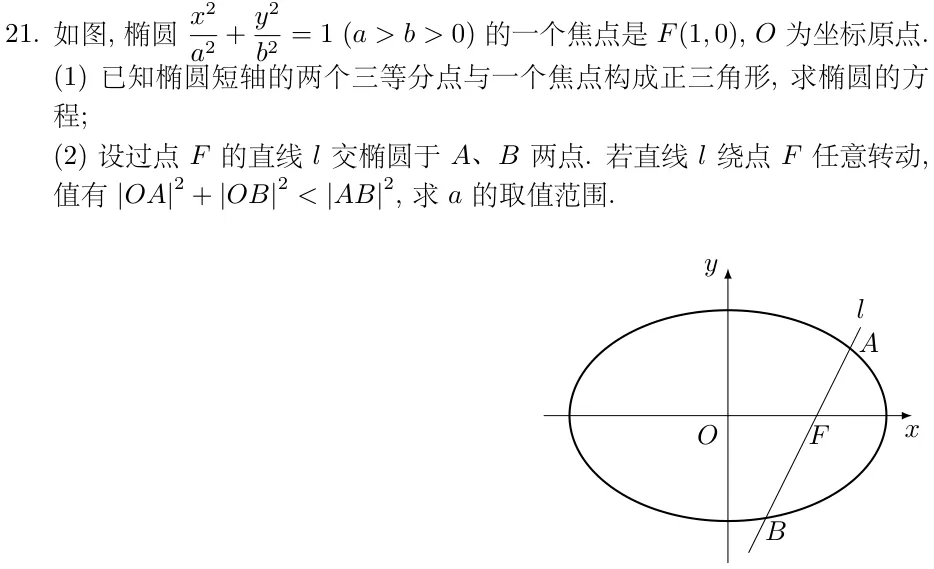 21. 如图, 椭圆 $\frac{x^2}{a^2} + \frac{y^2}{b^2} = 1$ ($a > b > 0$) 的一个焦点是 $F(1, 0)$, $O$ 为坐标原点.
(1) 已知椭圆短轴的两个三等分点与一个焦点构成正三角形, 求椭圆的方
程;
(2) 设过点 $F$ 的直线 $l$ 交椭圆于 $A$、$B$ 两点. 若直线 $l$ 绕点 $F$ 任意转动,
值有 $|OA|^2 + |OB|^2 < |AB|^2$, 求 $a$ 的取值范围.
y
l
A
O
F
x
B